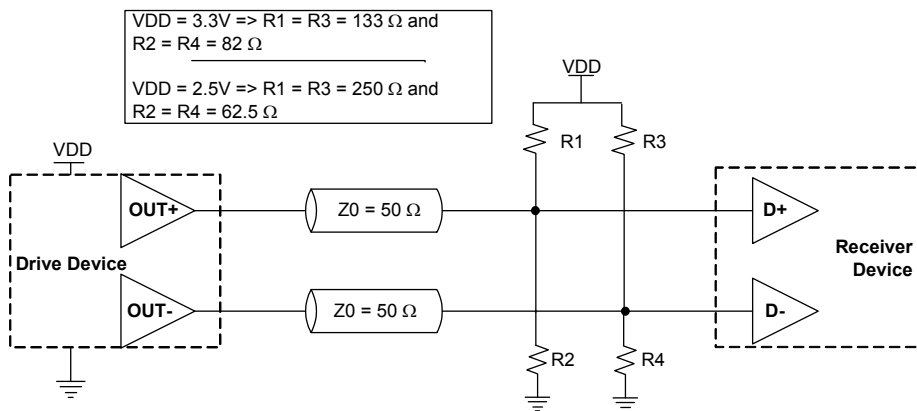 VDD = 3.3V => R1 = R3 = 133 Ω and
R2 = R4 = 82 Ω
VDD = 2.5V => R1 = R3 = 250 Ω and
R2 = R4 = 62.5 Ω
VDD
R1
R3
VDD
OUT+
Z0 = 50 Ω
D+
Drive Device
Receiver
Device
OUT-
Z0 = 50 Ω
D-
R2
R4